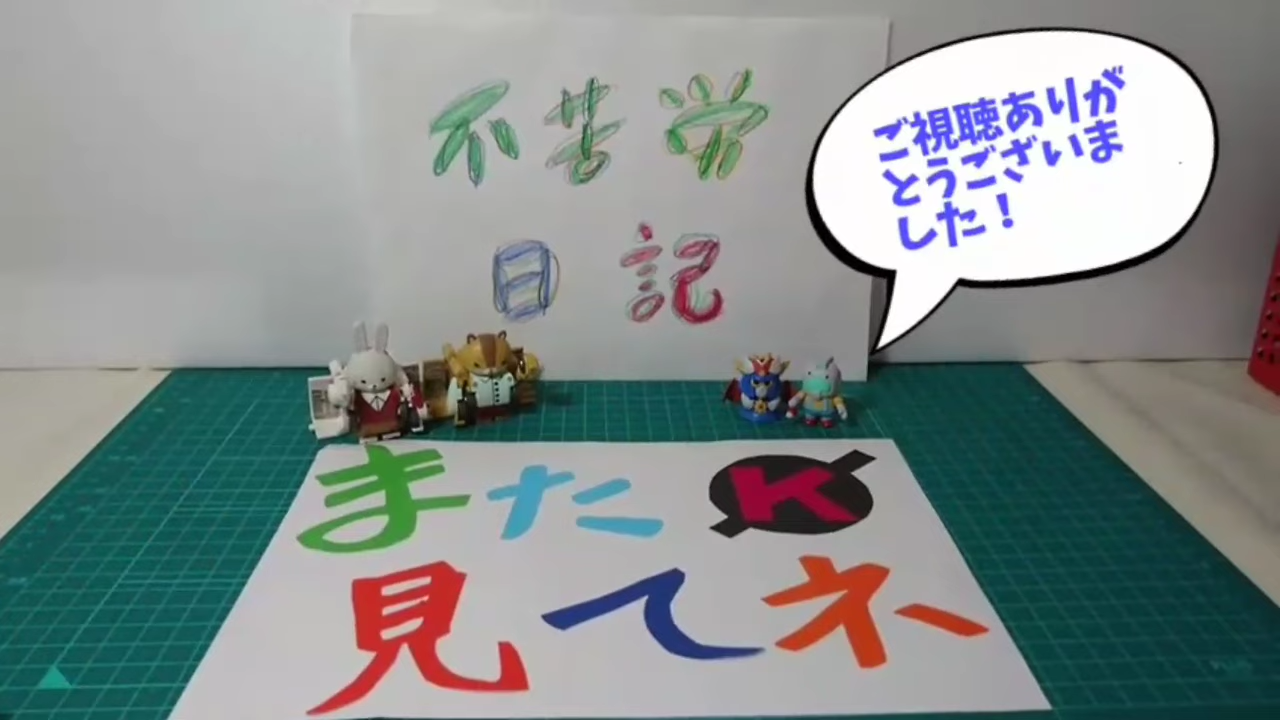 不苦労
日記
ご視聴ありが
とうございま
した！
また K
見てネ